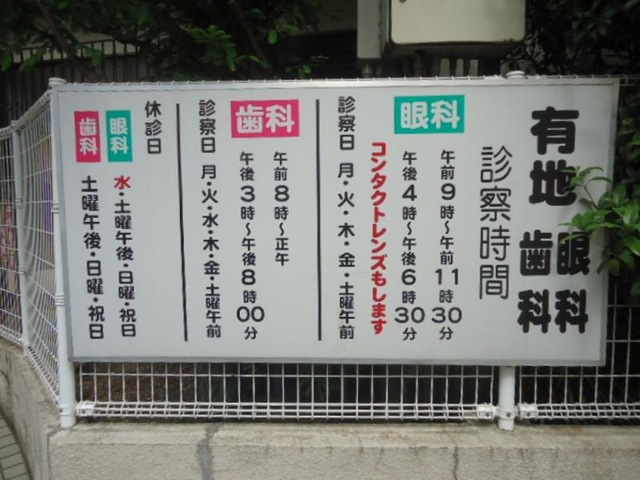 有地
眼科
歯科
診察時間
眼科
午前9時〜午前11時30分
午後4時〜午後6時30分
コンタクトレンズもします
診察日 月・火・木・金・土曜午前
歯科
午前8時〜正午
午後3時〜午後8時00分
診察日 月・火・水・木・金・土曜午前
休診日
眼科 水・土曜午後・日曜・祝日
歯科 土曜午後・日曜・祝日